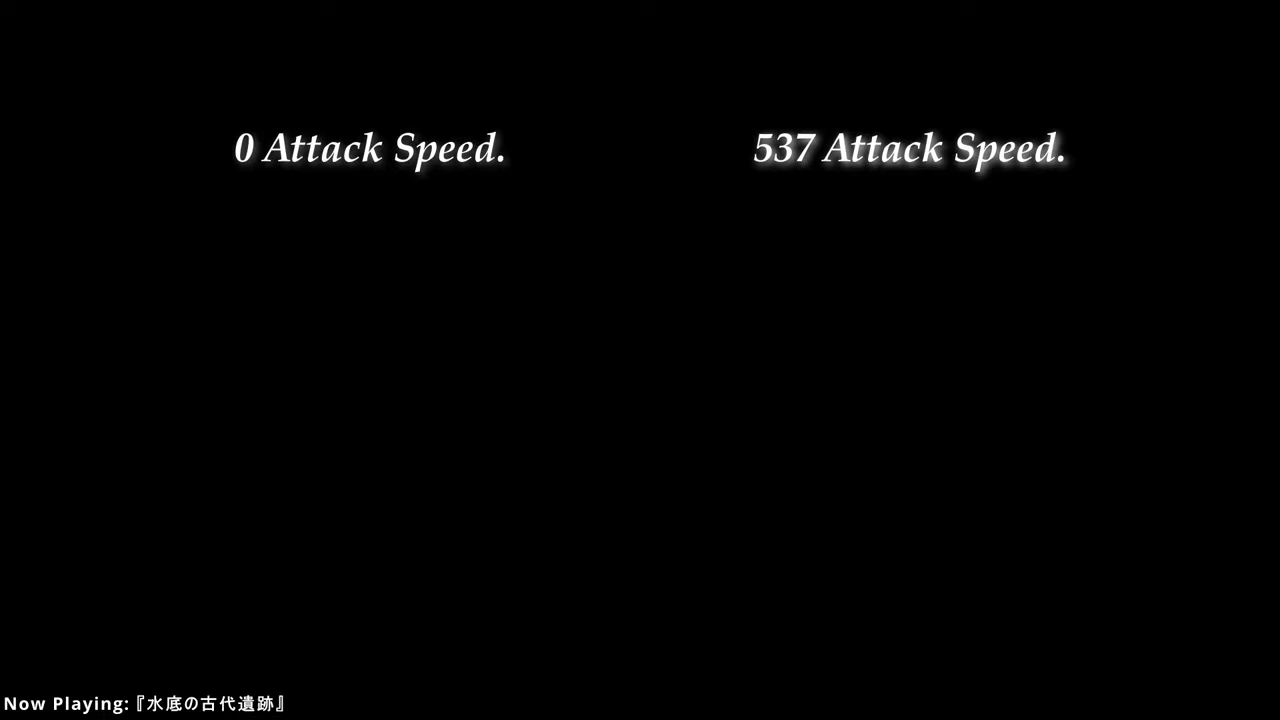 0 Attack Speed.
537 Attack Speed.
Now Playing:『水底の古代遺跡』